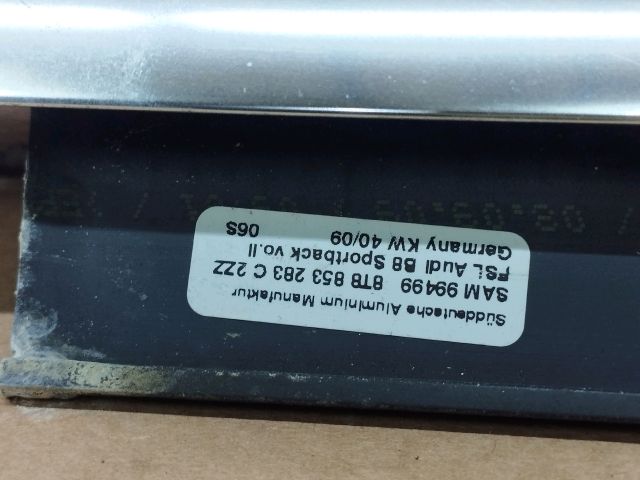 Süddeutsche Aluminium Manufaktur
SAM 99499 8T8 853 283 C 2ZZ
FSL Audi B8 Sportback vo.li
Germany KW 40/09 06S